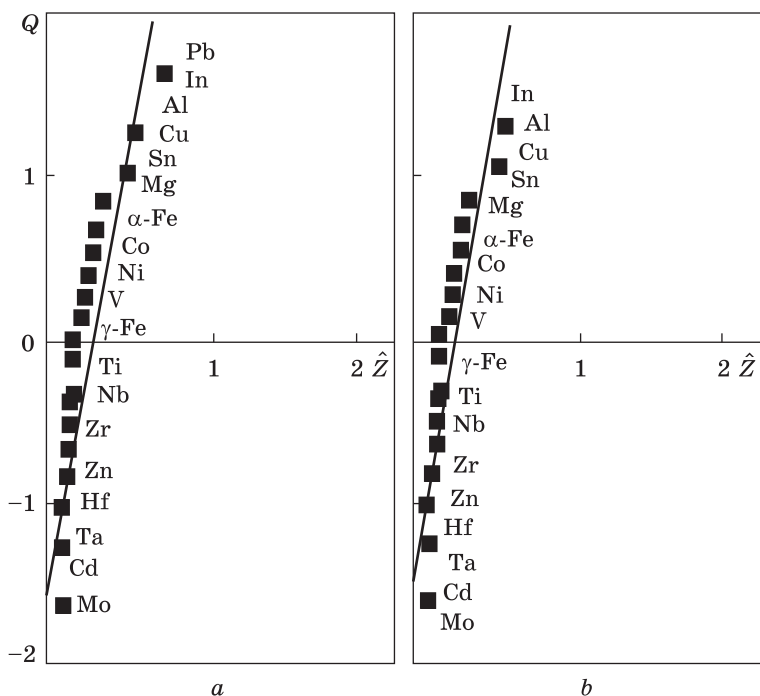 Q
Pb
In
Al
Cu
Sn
1
Mg
α-Fe
Co
Ni
V
γ-Fe
0
1
2 Ẑ
Ti
Nb
Zr
Zn
−1
Hf
Ta
Cd
Mo
−2
a
In
Al
Cu
Sn
Mg
α-Fe
Co
Ni
V
1
2 Ẑ
γ-Fe
Ti
Nb
Zr
Zn
Hf
Ta
Cd
Mo
b